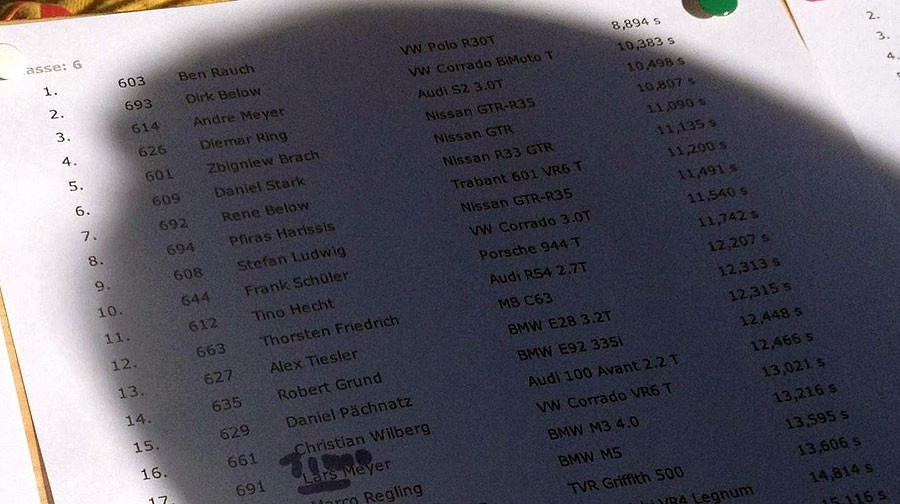 asse: 6
1. 603 Ben Rauch VW Polo R30T 8,894 s
2. 693 Dirk Below VW Corrado BiMoto T 10,383 s
3. 614 Andre Meyer Audi S2 3.0T 10,498 s
4. 626 Diemar Ring Nissan GTR-R35 10,807 s
5. 601 Zbigniew Brach Nissan GTR 11,090 s
6. 609 Daniel Stark Nissan R33 GTR 11,135 s
7. 692 Rene Below Trabant 601 VR6 T 11,200 s
8. 694 Pfiras Harissis Nissan GTR-R35 11,491 s
9. 608 Stefan Ludwig VW Corrado 3.0T 11,540 s
10. 644 Frank Schüler Porsche 944 T 11,742 s
11. 612 Tino Hecht Audi RS4 2.7T 12,207 s
12. 663 Thorsten Friedrich MB C63 12,313 s
13. 627 Alex Tiesler BMW E28 3.2T 12,315 s
14. 635 Robert Grund BMW E92 335i 12,448 s
15. 629 Daniel Pächnatz Audi 100 Avant 2.2 T 12,466 s
16. 661 Christian Wilberg VW Corrado VR6 T 13,021 s
Timo
17. 691 Lars Meyer BMW M3 4.0 13,216 s
Marco Regling BMW M5 13,595 s
TVR Griffith 500 13,606 s
VR4 Legnum 14,814 s
2.
3.
4.